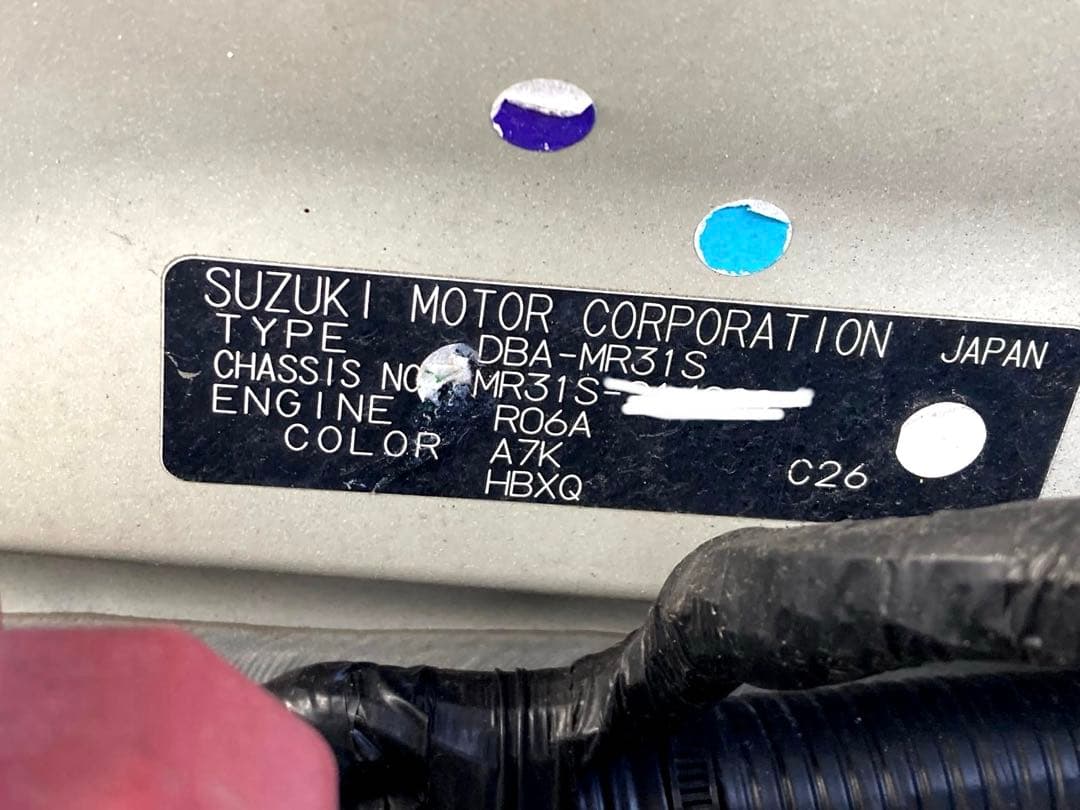 SUZUKI MOTOR CORPORATION JAPAN
TYPE DBA-MR31S
CHASSIS NO MR31S-
ENGINE R06A
COLOR A7K C26
HBXQ